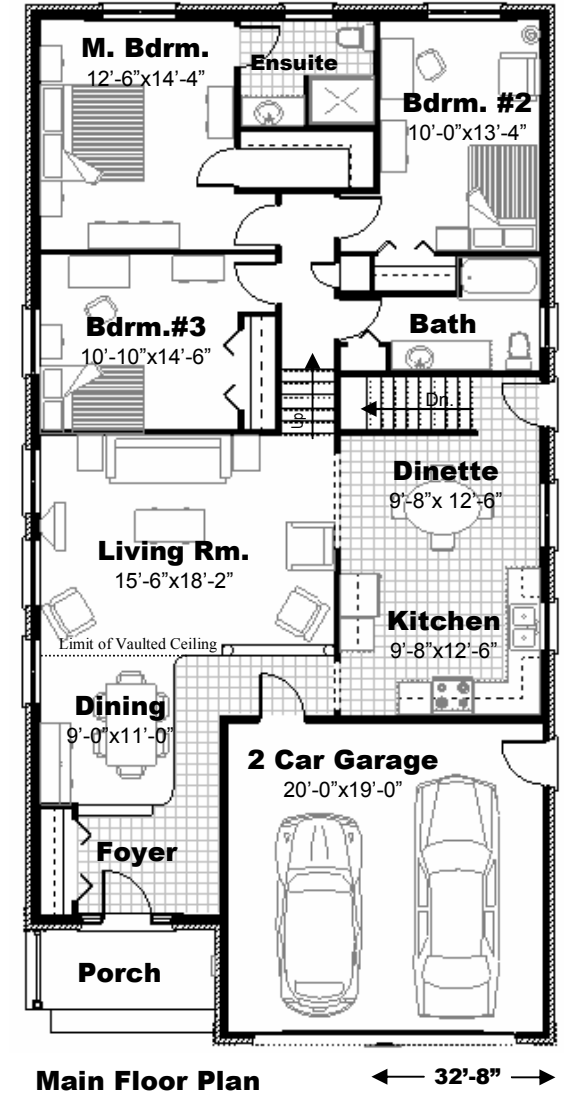 M. Bdrm.
12’-6”x14’-4”
Ensuite
Bdrm. #2
10’-0”x13’-4”
Bdrm.#3
10’-10”x14’-6”
Bath
Up
Dn.
Dinette
9’-8”x 12’-6”
Living Rm.
15’-6”x18’-2”
Kitchen
9’-8”x12’-6”
Limit of Vaulted Ceiling
Dining
9’-0”x11’-0”
2 Car Garage
20’-0”x19’-0”
Foyer
Porch
Main Floor Plan
32’-8”